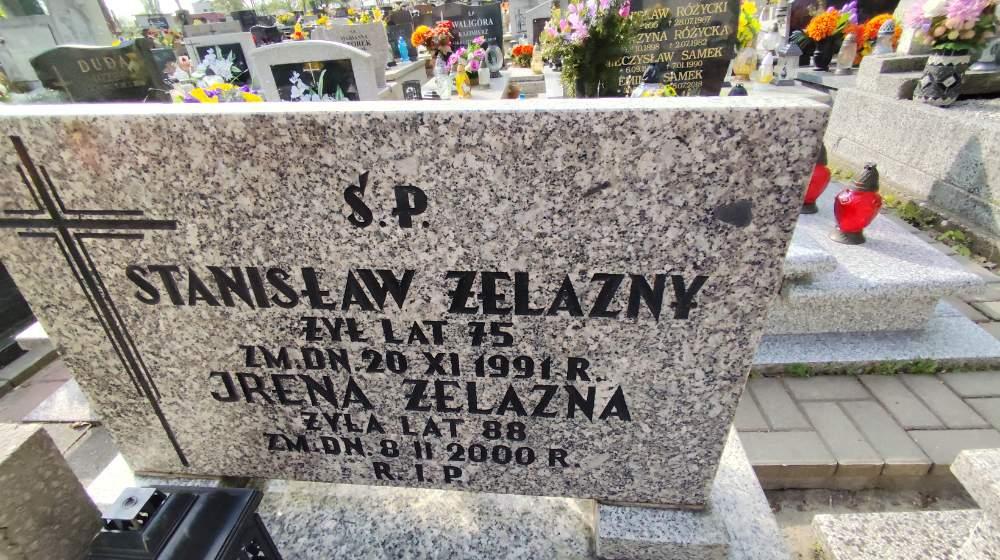 DUDA
WALIGÓRA
RÓŻYCKI
RÓŻYCKA
SAMEK
SAMEK
Ś.P.
STANISŁAW ŻELAZNY
ŻYŁ LAT 75
ZM. DN. 20 XI 1991 R.
IRENA ŻELAZNA
ŻYŁA LAT 88
ZM. DN. 8 II 2000 R.
R.I.P.